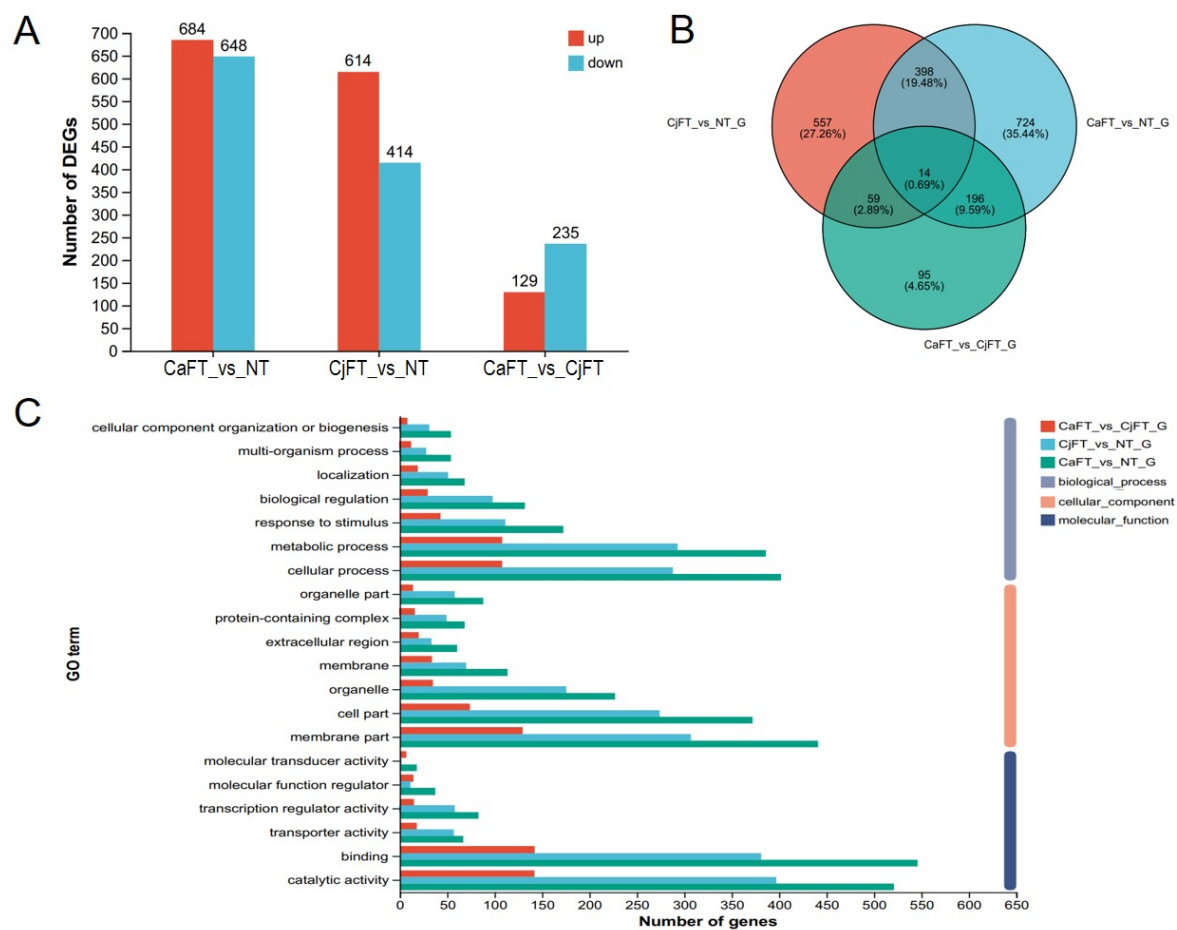 A
Number of DEGs
700
650
600
550
500
450
400
350
300
250
200
150
100
50
0
684
648
614
414
129
235
CaFT_vs_NT
CjFT_vs_NT
CaFT_vs_CjFT
up
down
B
CjFT_vs_NT_G
CaFT_vs_NT_G
CaFT_vs_CjFT_G
398
(19.48%)
557
(27.26%)
724
(35.44%)
14
(0.69%)
59
(2.89%)
196
(9.59%)
95
(4.65%)
C
GO term
cellular component organization or biogenesis
multi-organism process
localization
biological regulation
response to stimulus
metabolic process
cellular process
organelle part
protein-containing complex
extracellular region
membrane
organelle
cell part
membrane part
molecular transducer activity
molecular function regulator
transcription regulator activity
transporter activity
binding
catalytic activity
0 50 100 150 200 250 300 350 400 450 500 550 600 650
Number of genes
CaFT_vs_CjFT_G
CjFT_vs_NT_G
CaFT_vs_NT_G
biological_process
cellular_component
molecular_function